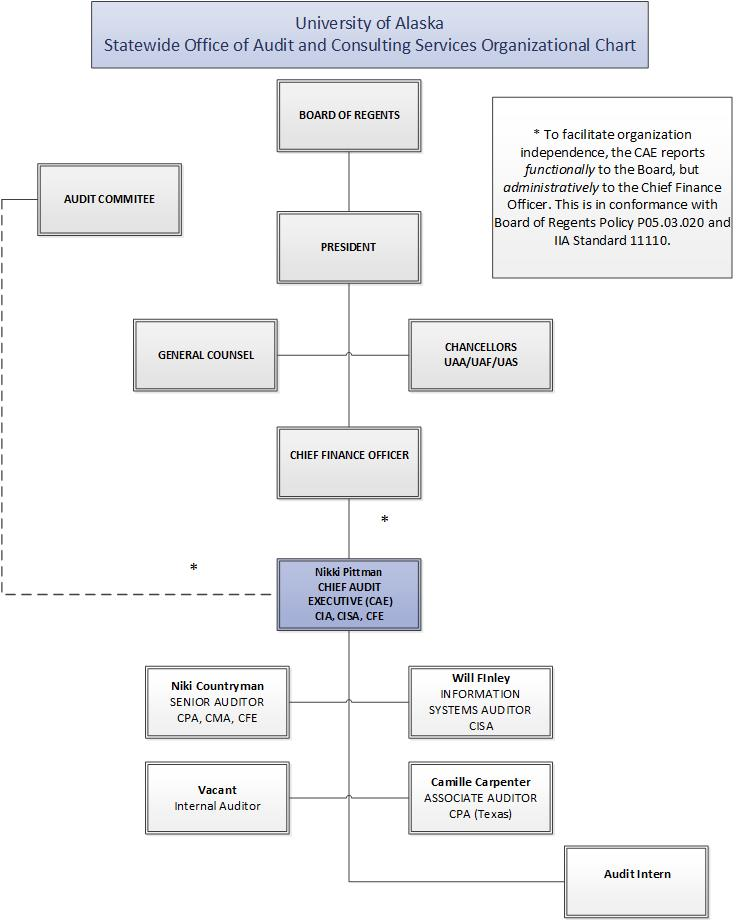 University of Alaska
Statewide Office of Audit and Consulting Services Organizational Chart
BOARD OF REGENTS
* To facilitate organization
independence, the CAE reports
functionally to the Board, but
administratively to the Chief Finance
Officer. This is in conformance with
Board of Regents Policy P05.03.020 and
IIA Standard 11110.
AUDIT COMMITEE
PRESIDENT
GENERAL COUNSEL
CHANCELLORS
UAA/UAF/UAS
CHIEF FINANCE OFFICER
*
*
Nikki Pittman
CHIEF AUDIT
EXECUTIVE (CAE)
CIA, CISA, CFE
Niki Countryman
SENIOR AUDITOR
CPA, CMA, CFE
Will FInley
INFORMATION
SYSTEMS AUDITOR
CISA
Vacant
Internal Auditor
Camille Carpenter
ASSOCIATE AUDITOR
CPA (Texas)
Audit Intern